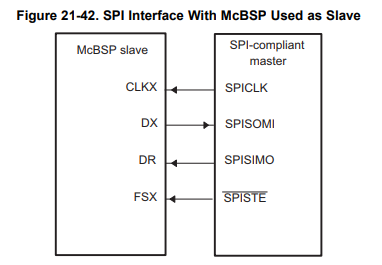 Figure 21-42. SPI Interface With McBSP Used as Slave
McBSP slave
SPI-compliant
master
CLKX
SPICLK
DX
SPISOMI
DR
SPISIMO
FSX
SPISTE